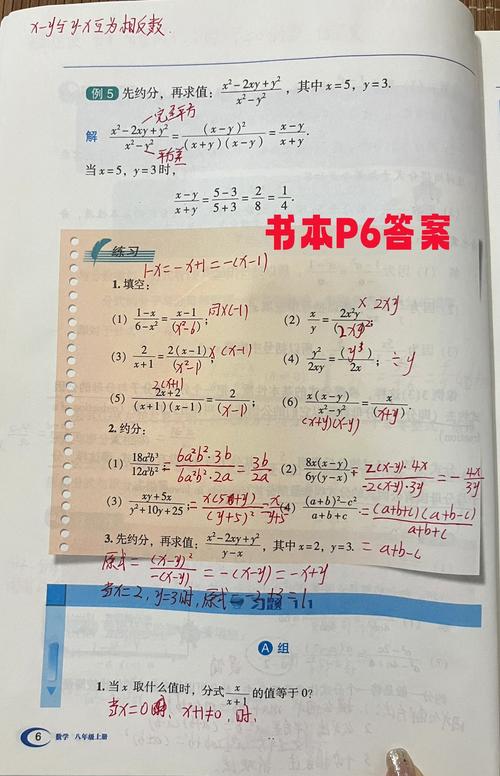 x-y与y-x互为相反数.
例5 先约分，再求值：(x²-2xy+y²)/(x²-y²)，其中x=5，y=3.
完全平方
解 (x²-2xy+y²)/(x²-y²)=(x-y)²/((x+y)(x-y))=(x-y)/(x+y).
平方差
当x=5，y=3时，
(x-y)/(x+y)=(5-3)/(5+3)=2/8=1/4.
书本P6答案
练习
1-x=-x+1=-(x-1)
1.填空：
(1) (1-x)/(6-x²)=(x-1)/(x²-6)； 同×(-1)
(2) x/y=2x²y/(2xy²)； × 2xy
(3) 2/(x+1)=2(x-1)/(x²-1)； ×(x-1)
(4) y²/(2xy)=(y)/2x； ÷y
2(x+1)
(5) (2x+2)/((x+1)(x-1))=2/(x-1)；
(6) x(x-y)/(x²-y²)=x/(x+y)
(x+y)(x-y)
2.约分：
(1) 18a²b³/12a³b²=(6a²b²·3b)/(6a²b²·2a)=3b/2a
(2) 8x(x-y)/6y(y-x)=2(x-y)·4x/-2(x-y)·3y=-4x/3y
(3) (xy+5x)/(y²+10y+25)=x(5+y)/(y+5)²=x/(y+5)
(4) ((a+b)²-c²)/(a+b+c)=(a+b+c)(a+b-c)/(a+b+c)
=a+b-c
3.先约分，再求值：(x²-2xy+y²)/(y-x)，其中x=2，y=3.
原式=(x-y)²/-(x-y)=-(x-y)=-x+y
当x=2，y=3时，原式=-2+3=1.
习题 1.1
A 组
1.当x取什么值时，分式x/(x+1)的值等于0？
当x=0时，x+1≠0，时，
6 数学 八年级上册